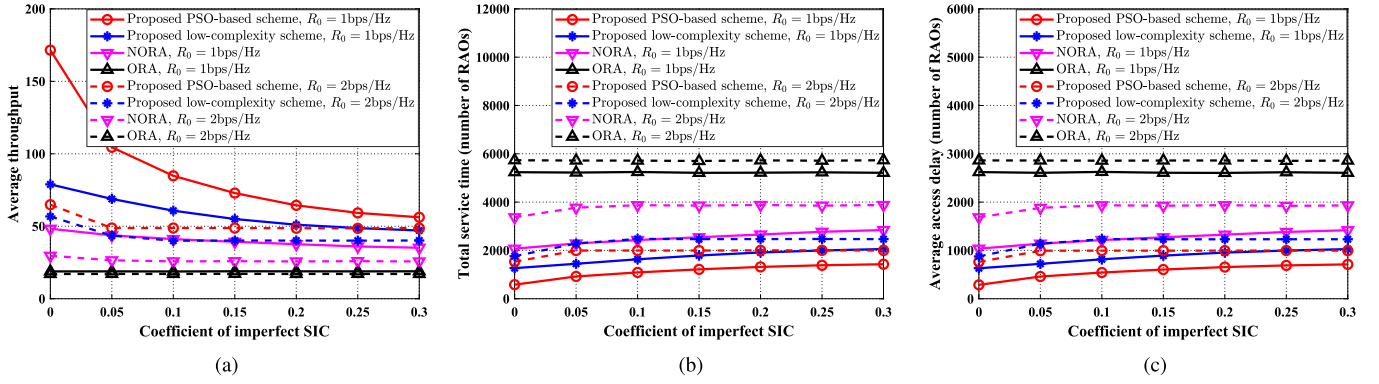 Average throughput
200
150
100
50
0
Proposed PSO-based scheme, R₀ = 1bps/Hz
Proposed low-complexity scheme, R₀ = 1bps/Hz
NORA, R₀ = 1bps/Hz
ORA, R₀ = 1bps/Hz
Proposed PSO-based scheme, R₀ = 2bps/Hz
Proposed low-complexity scheme, R₀ = 2bps/Hz
NORA, R₀ = 2bps/Hz
ORA, R₀ = 2bps/Hz
0 0.05 0.1 0.15 0.2 0.25 0.3
Coefficient of imperfect SIC
(a)
Total service time (number of RAOs)
12000
10000
8000
6000
4000
2000
0
Proposed PSO-based scheme, R₀ = 1bps/Hz
Proposed low-complexity scheme, R₀ = 1bps/Hz
NORA, R₀ = 1bps/Hz
ORA, R₀ = 1bps/Hz
Proposed PSO-based scheme, R₀ = 2bps/Hz
Proposed low-complexity scheme, R₀ = 2bps/Hz
NORA, R₀ = 2bps/Hz
ORA, R₀ = 2bps/Hz
0 0.05 0.1 0.15 0.2 0.25 0.3
Coefficient of imperfect SIC
(b)
Average access delay (number of RAOs)
6000
5000
4000
3000
2000
1000
0
Proposed PSO-based scheme, R₀ = 1bps/Hz
Proposed low-complexity scheme, R₀ = 1bps/Hz
NORA, R₀ = 1bps/Hz
ORA, R₀ = 1bps/Hz
Proposed PSO-based scheme, R₀ = 2bps/Hz
Proposed low-complexity scheme, R₀ = 2bps/Hz
NORA, R₀ = 2bps/Hz
ORA, R₀ = 2bps/Hz
0 0.05 0.1 0.15 0.2 0.25 0.3
Coefficient of imperfect SIC
(c)